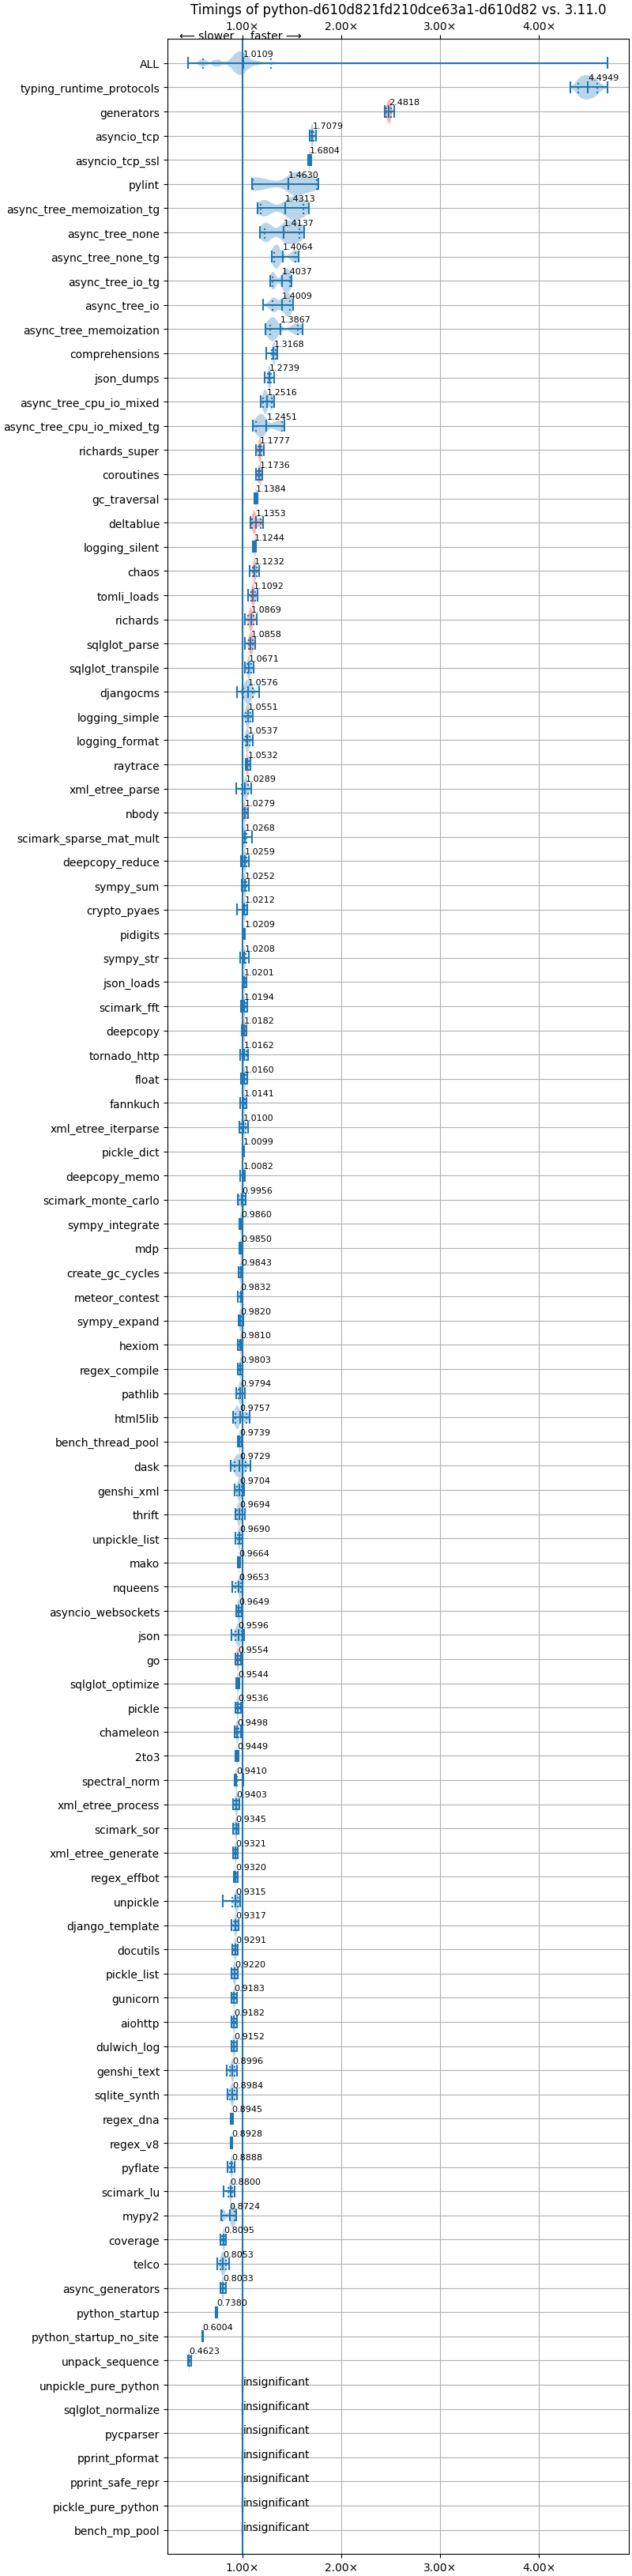 Timings of python-d610d821fd210dce63a1-d610d82 vs. 3.11.0
1.00× 2.00× 3.00× 4.00×
⟵ slower faster ⟶
ALL 1.0109
typing_runtime_protocols 4.4949
generators 2.4818
asyncio_tcp 1.7079
asyncio_tcp_ssl 1.6804
pylint 1.4630
async_tree_memoization_tg 1.4313
async_tree_none 1.4137
async_tree_none_tg 1.4064
async_tree_io_tg 1.4037
async_tree_io 1.4009
async_tree_memoization 1.3867
comprehensions 1.3168
json_dumps 1.2739
async_tree_cpu_io_mixed 1.2516
async_tree_cpu_io_mixed_tg 1.2451
richards_super 1.1777
coroutines 1.1736
gc_traversal 1.1384
deltablue 1.1353
logging_silent 1.1244
chaos 1.1232
tomli_loads 1.1092
richards 1.0869
sqlglot_parse 1.0858
sqlglot_transpile 1.0671
djangocms 1.0576
logging_simple 1.0551
logging_format 1.0537
raytrace 1.0532
xml_etree_parse 1.0289
nbody 1.0279
scimark_sparse_mat_mult 1.0268
deepcopy_reduce 1.0259
sympy_sum 1.0252
crypto_pyaes 1.0212
pidigits 1.0209
sympy_str 1.0208
json_loads 1.0201
scimark_fft 1.0194
deepcopy 1.0182
tornado_http 1.0162
float 1.0160
fannkuch 1.0141
xml_etree_iterparse 1.0100
pickle_dict 1.0099
deepcopy_memo 1.0082
scimark_monte_carlo 0.9956
sympy_integrate 0.9860
mdp 0.9850
create_gc_cycles 0.9843
meteor_contest 0.9832
sympy_expand 0.9820
hexiom 0.9810
regex_compile 0.9803
pathlib 0.9794
html5lib 0.9757
bench_thread_pool 0.9739
dask 0.9729
genshi_xml 0.9704
thrift 0.9694
unpickle_list 0.9690
mako 0.9664
nqueens 0.9653
asyncio_websockets 0.9649
json 0.9596
go 0.9554
sqlglot_optimize 0.9544
pickle 0.9536
chameleon 0.9498
2to3 0.9449
spectral_norm 0.9410
xml_etree_process 0.9403
scimark_sor 0.9345
xml_etree_generate 0.9321
regex_effbot 0.9320
unpickle 0.9315
django_template 0.9317
docutils 0.9291
pickle_list 0.9220
gunicorn 0.9183
aiohttp 0.9182
dulwich_log 0.9152
genshi_text 0.8996
sqlite_synth 0.8984
regex_dna 0.8945
regex_v8 0.8928
pyflate 0.8888
scimark_lu 0.8800
mypy2 0.8724
coverage 0.8095
telco 0.8053
async_generators 0.8033
python_startup 0.7380
python_startup_no_site 0.6004
unpack_sequence 0.4623
unpickle_pure_python insignificant
sqlglot_normalize insignificant
pycparser insignificant
pprint_pformat insignificant
pprint_safe_repr insignificant
pickle_pure_python insignificant
bench_mp_pool insignificant
1.00× 2.00× 3.00× 4.00×